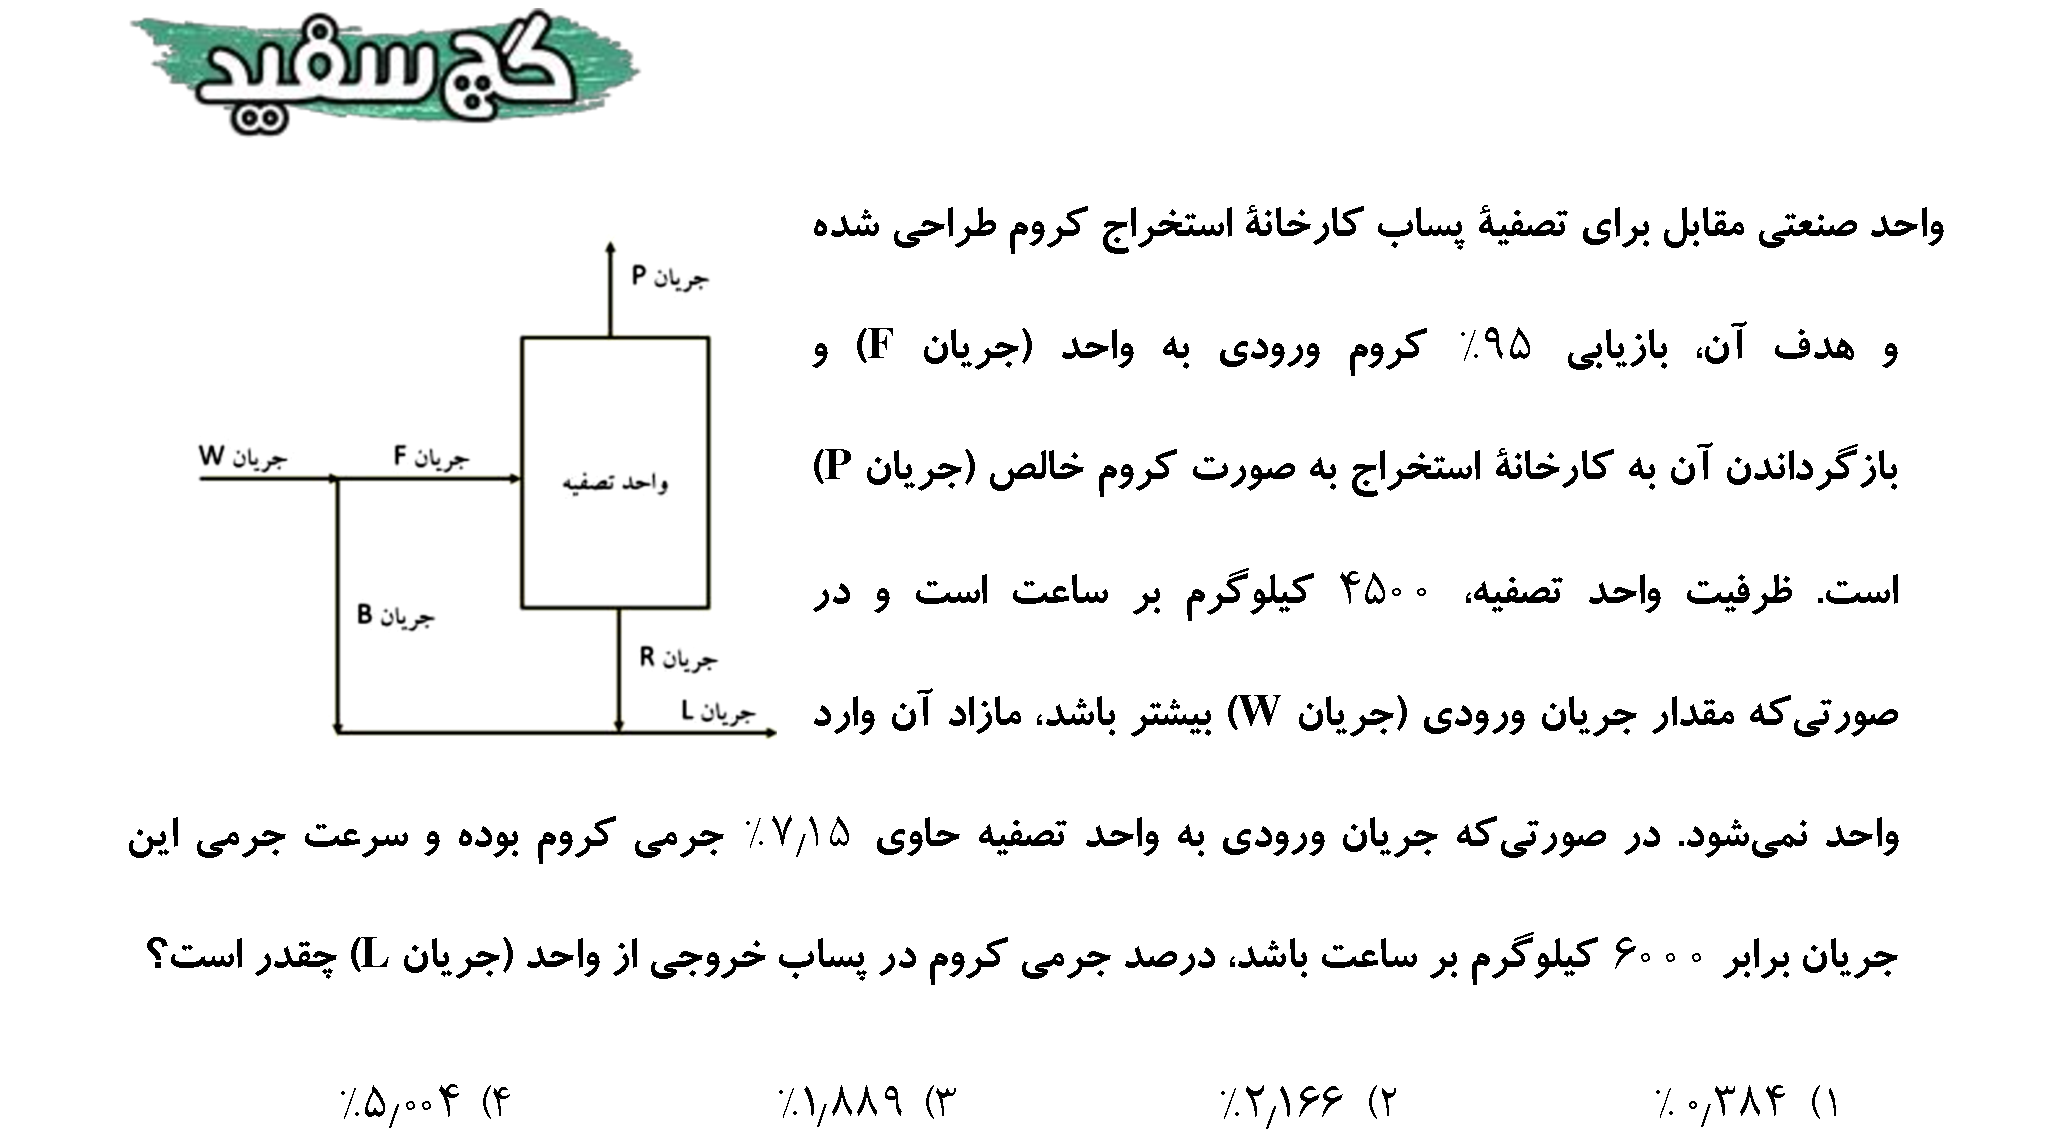 گچ سفید
واحد صنعتی مقابل برای تصفیهٔ پساب کارخانهٔ استخراج کروم طراحی شده
و هدف آن، بازیابی ۹۵٪ کروم ورودی به واحد (جریان F) و
بازگرداندن آن به کارخانهٔ استخراج به صورت کروم خالص (جریان P)
است. ظرفیت واحد تصفیه، ۴۵۰۰ کیلوگرم بر ساعت است و در
صورتی‌که مقدار جریان ورودی (جریان W) بیشتر باشد، مازاد آن وارد
واحد نمی‌شود. در صورتی‌که جریان ورودی به واحد تصفیه حاوی ۷٫۱۵٪ جرمی کروم بوده و سرعت جرمی این
جریان برابر ۶۰۰۰ کیلوگرم بر ساعت باشد، درصد جرمی کروم در پساب خروجی از واحد (جریان L) چقدر است؟
جریان P
جریان W
جریان F
واحد تصفیه
جریان B
جریان R
جریان L
۱) ۰٫۳۸۴٪ ۲) ۲٫۱۶۶٪ ۳) ۱٫۸۸۹٪ ۴) ۵٫۰۰۴٪